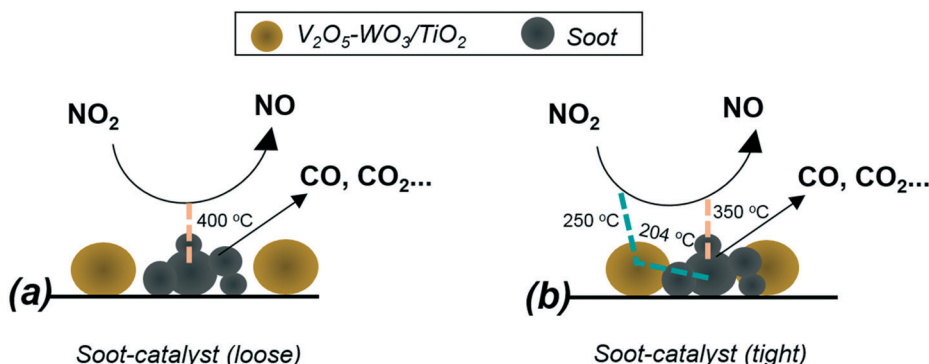 V₂O₅-WO₃/TiO₂ Soot
NO₂ NO
CO, CO₂...
400 °C
(a)
Soot-catalyst (loose)
NO₂ NO
CO, CO₂...
250 °C 204 °C 350 °C
(b)
Soot-catalyst (tight)